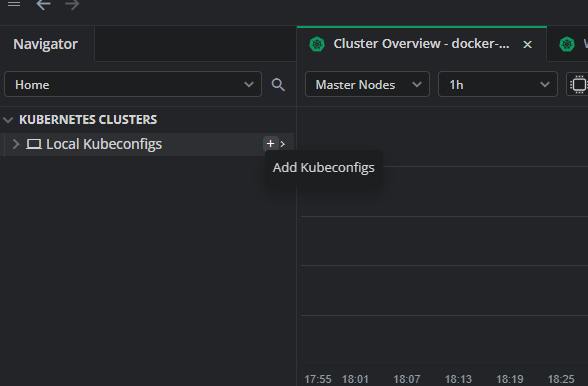 Navigator
Cluster Overview - docker-...
Home
Master Nodes
1h
KUBERNETES CLUSTERS
Local Kubeconfigs
Add Kubeconfigs
17:55 18:01 18:07 18:13 18:19 18:25